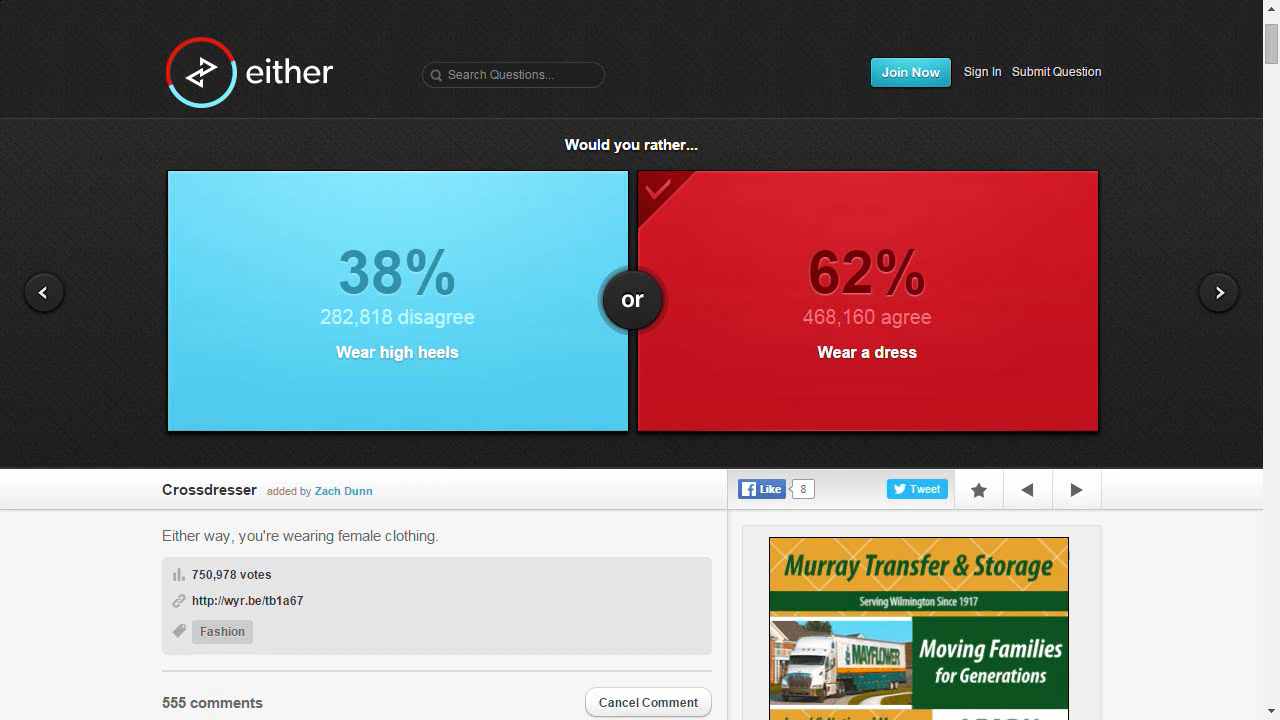 either
Search Questions...
Join Now
Sign In
Submit Question
Would you rather...
38%
282,818 disagree
Wear high heels
or
62%
468,160 agree
Wear a dress
Crossdresser added by Zach Dunn
Like
8
Tweet
Either way, you're wearing female clothing.
750,978 votes
http://wyr.be/tb1a67
Fashion
555 comments
Cancel Comment
Murray Transfer & Storage
Serving Wilmington Since 1917
MAYFLOWER
Moving Families
for Generations